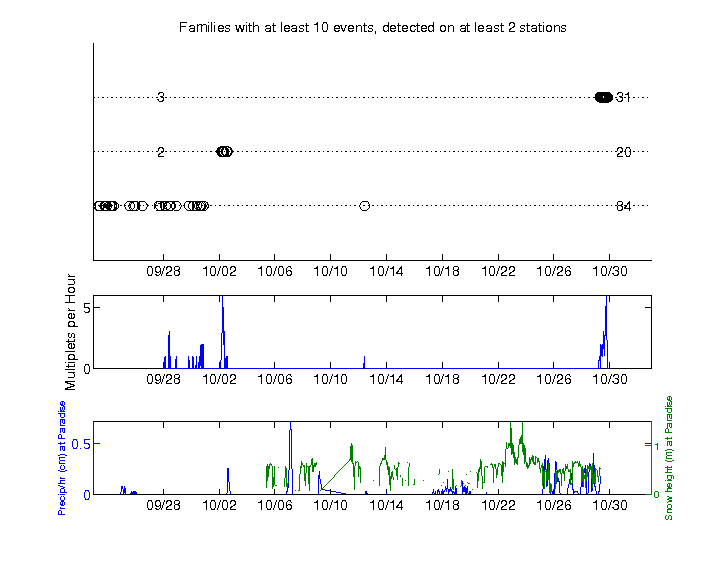 Families with at least 10 events, detected on at least 2 stations
3 31
2 20
84
09/28 10/02 10/06 10/10 10/14 10/18 10/22 10/26 10/30
Multiplets per Hour
5
0
09/28 10/02 10/06 10/10 10/14 10/18 10/22 10/26 10/30
Precip/hr (cm) at Paradise
0.5
0
1
0
Snow height (m) at Paradise
09/28 10/02 10/06 10/10 10/14 10/18 10/22 10/26 10/30